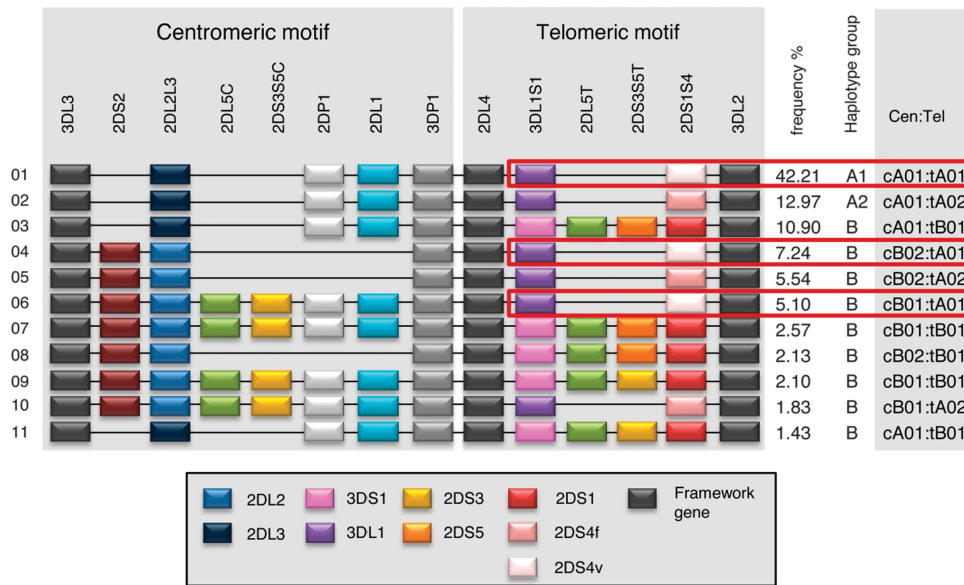 Centromeric motif Telomeric motif
3DL3 2DS2 2DL2L3 2DL5C 2DS3S5C 2DP1 2DL1 3DP1 2DL4 3DL1S1 2DL5T 2DS3S5T 2DS1S4 3DL2 frequency % Haplotype group Cen:Tel
01 42.21 A1 cA01:tA01
02 12.97 A2 cA01:tA02
03 10.90 B cA01:tB01
04 7.24 B cB02:tA01
05 5.54 B cB02:tA02
06 5.10 B cB01:tA01
07 2.57 B cB01:tB01
08 2.13 B cB02:tB01
09 2.10 B cB01:tB01
10 1.83 B cB01:tA02
11 1.43 B cA01:tB01
2DL2 3DS1 2DS3 2DS1 Framework gene
2DL3 3DL1 2DS5 2DS4f
2DS4v